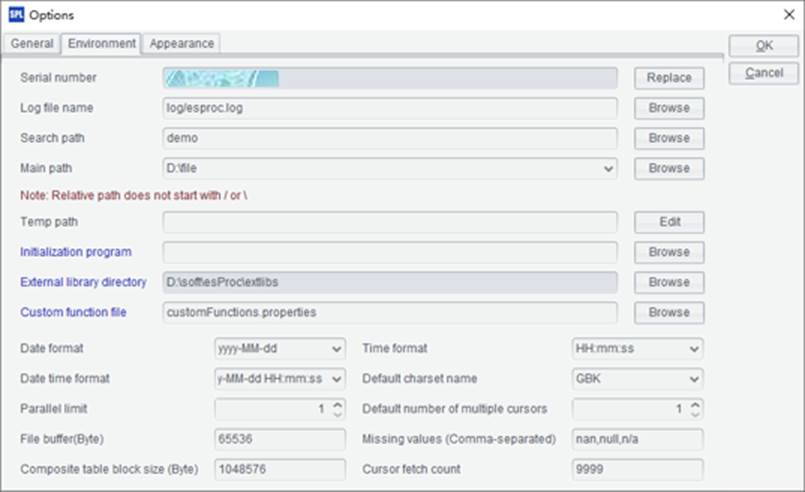 SPL Options
General Environment Appearance
OK
Cancel
Serial number Replace
Log file name log/esproc.log Browse
Search path demo Browse
Main path D:\file Browse
Note: Relative path does not start with / or \
Temp path Edit
Initialization program Browse
External library directory D:\soft\esProc\extlibs Browse
Custom function file customFunctions.properties Browse
Date format yyyy-MM-dd Time format HH:mm:ss
Date time format y-MM-dd HH:mm:ss Default charset name GBK
Parallel limit 1 Default number of multiple cursors 1
File buffer(Byte) 65536 Missing values (Comma-separated) nan,null,n/a
Composite table block size (Byte) 1048576 Cursor fetch count 9999